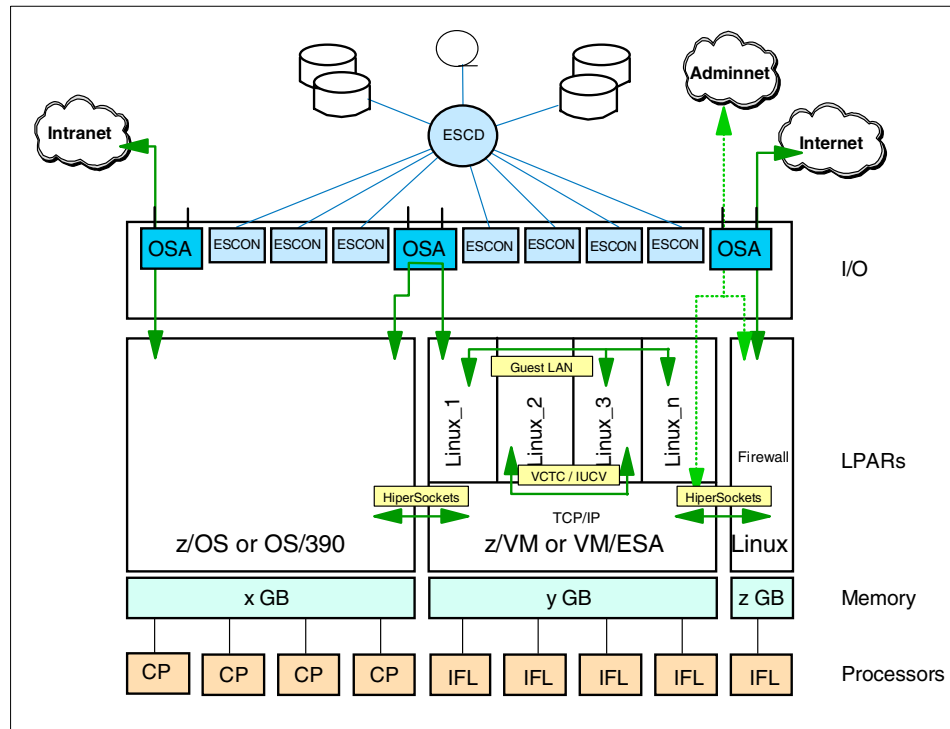 Adminnet
Intranet
ESCD
Internet
OSA
ESCON
ESCON
ESCON
OSA
ESCON
ESCON
ESCON
ESCON
OSA
I/O
Guest LAN
Linux_1
Linux_2
Linux_3
Linux_n
Firewall
LPARs
VCTC / IUCV
HiperSockets
HiperSockets
TCP/IP
z/OS or OS/390
z/VM or VM/ESA
Linux
x GB
y GB
z GB
Memory
CP
CP
CP
CP
IFL
IFL
IFL
IFL
IFL
Processors